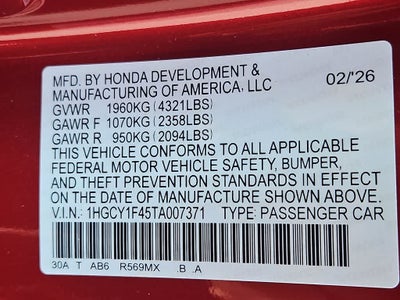 MFD. BY HONDA DEVELOPMENT & 02/'26
MANUFACTURING OF AMERICA, LLC
GVWR 1960KG (4321LBS)
GAWR F 1070KG (2358LBS)
GAWR R 950KG (2094LBS)
THIS VEHICLE CONFORMS TO ALL APPLICABLE
FEDERAL MOTOR VEHICLE SAFETY, BUMPER,
AND THEFT PREVENTION STANDARDS IN EFFECT
ON THE DATE OF MANUFACTURE SHOWN ABOVE.
V.I.N.: 1HGCY1F45TA007371 TYPE: PASSENGER CAR
30A T AB6 R569MX .B .A